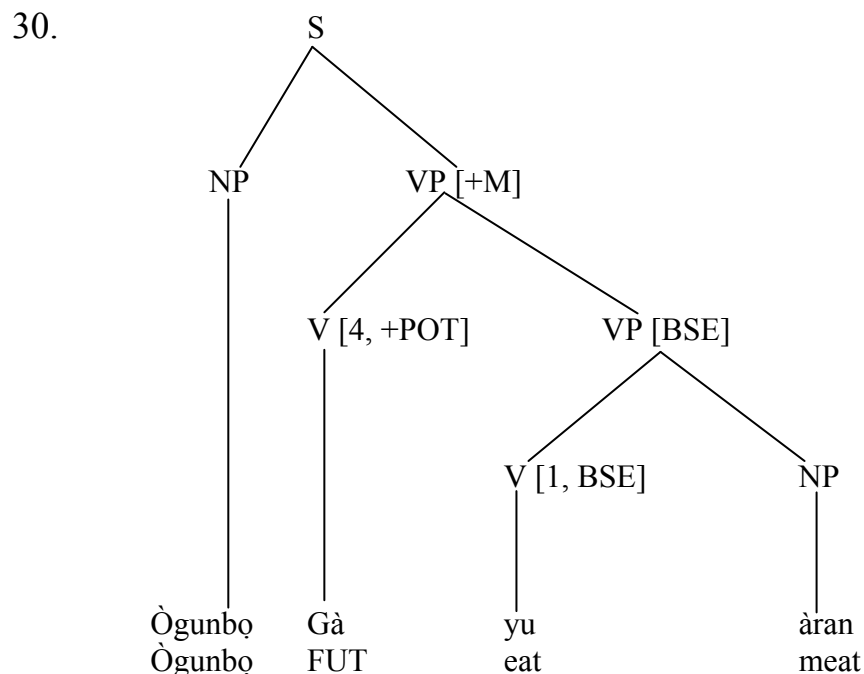 30.
S
NP VP [+M]
V [4, +POT] VP [BSE]
V [1, BSE] NP
Ògunbọ Gà yu àran
Ògunbọ FUT eat meat